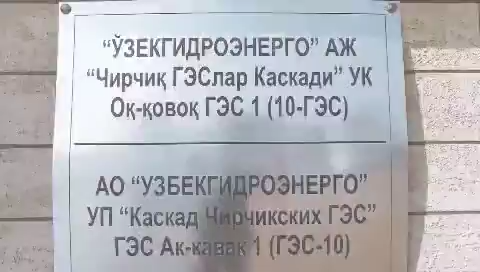 "ЎЗЕКГИДРОЭНЕРГО" АЖ
"Чирчиқ ГЭСлар Каскади" УК
Оқ-қовоқ ГЭС 1 (10-ГЭС)
АО "УЗБЕКГИДРОЭНЕРГО"
УП "Каскад Чирчикских ГЭС"
ГЭС Ак-кавак 1 (ГЭС-10)